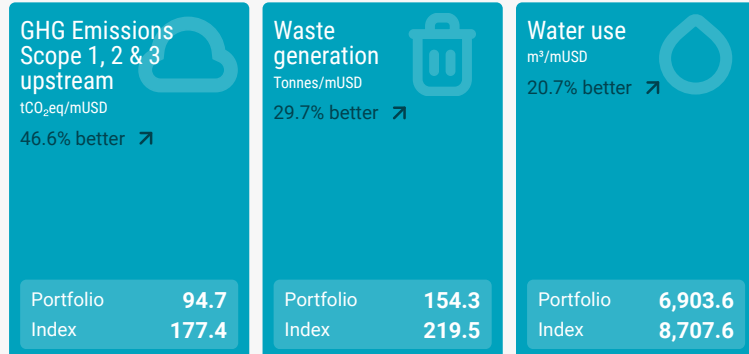 GHG Emissions
Scope 1, 2 & 3
upstream
tCO₂eq/mUSD
46.6% better
Portfolio 94.7
Index 177.4
Waste
generation
Tonnes/mUSD
29.7% better
Portfolio 154.3
Index 219.5
Water use
m³/mUSD
20.7% better
Portfolio 6,903.6
Index 8,707.6